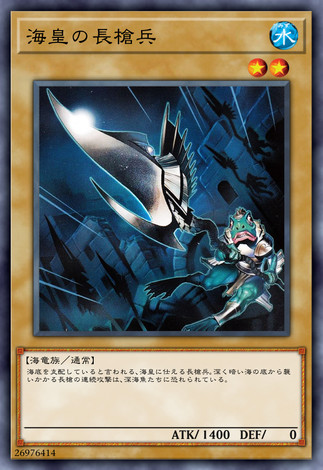 海皇の長槍兵
水
【海竜族／通常】
海底を支配していると言われる、海皇に仕える長槍兵。深く暗い海の底から襲
いかかる長槍の連続攻撃は、深海魚たちに恐れられている。
ATK/ 1400 DEF/ 0
26976414